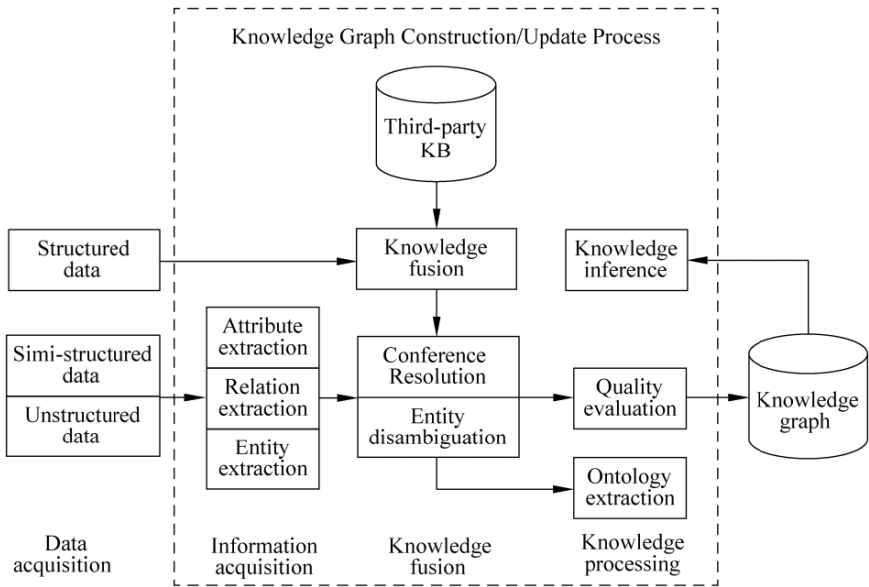 Knowledge Graph Construction/Update Process
Third-party
KB
Structured
data
Knowledge
fusion
Knowledge
inference
Simi-structured
data
Unstructured
data
Attribute
extraction
Relation
extraction
Entity
extraction
Conference
Resolution
Entity
disambiguation
Quality
evaluation
Ontology
extraction
Knowledge
graph
Data
acquisition
Information
acquisition
Knowledge
fusion
Knowledge
processing